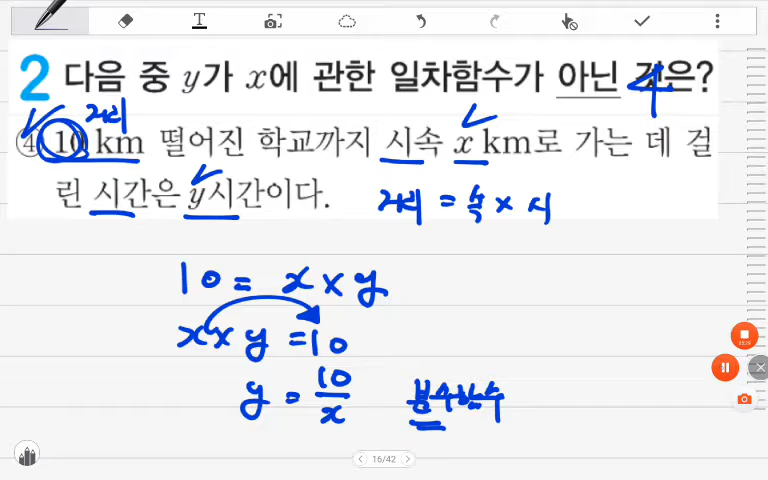 2 다음 중 y가 x에 관한 일차함수가 아닌 것은? 4
거리
④ 10 km 떨어진 학교까지 시속 x km로 가는 데 걸
린 시간은 y시간이다.
거리 = 속 × 시
10 = x × y
x × y = 10
y = 10/x 분수함수
16/42